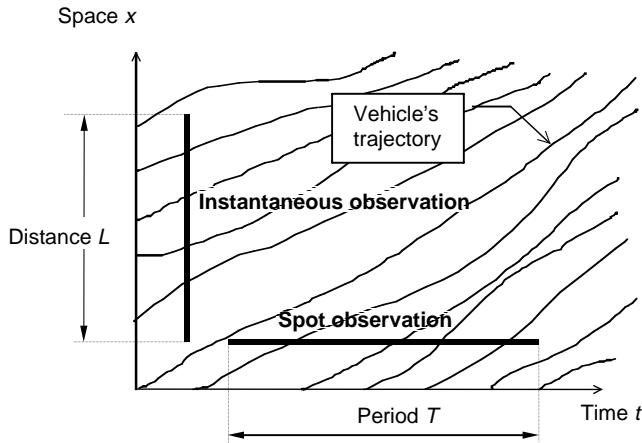 Space x
Vehicle's
trajectory
Instantaneous observation
Distance L
Spot observation
Time t
Period T